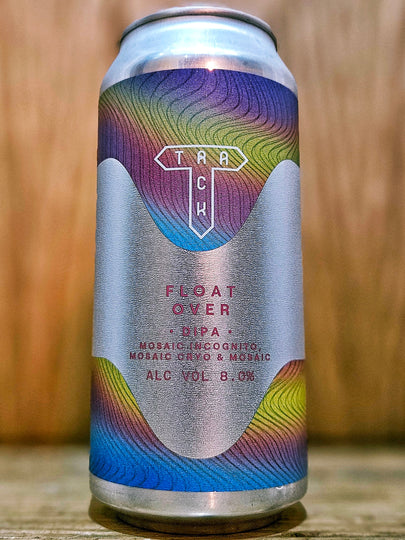 TRACK
FLOAT
OVER
• DIPA •
MOSAIC INCOGNITO,
MOSAIC CRYO & MOSAIC
ALC VOL 8.0%